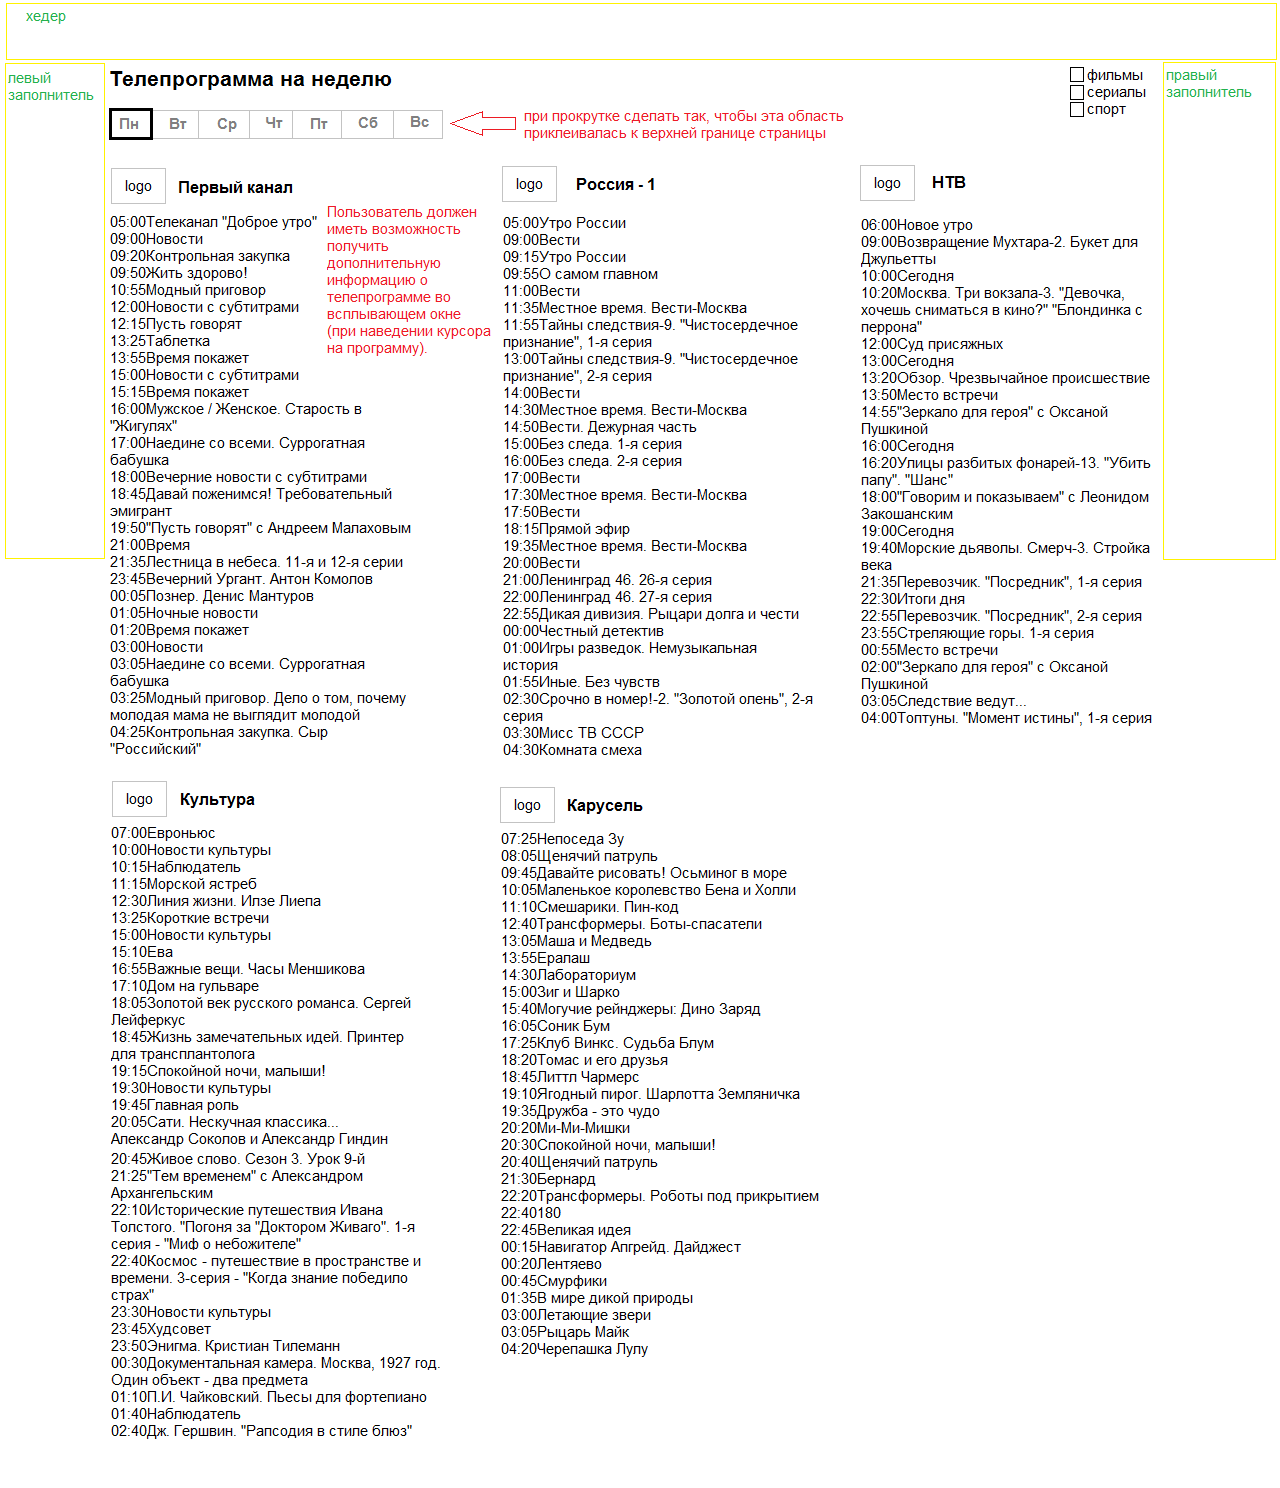 хедер
левый
заполнитель
Телепрограмма на неделю
фильмы
сериалы
спорт
правый
заполнитель
Пн Вт Ср Чт Пт Сб Вс
при прокрутке сделать так, чтобы эта область
приклеивалась к верхней границе страницы
logo Первый канал
05:00Телеканал "Доброе утро"
09:00Новости
09:20Контрольная закупка
09:50Жить здорово!
10:55Модный приговор
12:00Новости с субтитрами
12:15Пусть говорят
13:25Таблетка
13:55Время покажет
15:00Новости с субтитрами
15:15Время покажет
16:00Мужское / Женское. Старость в
"Жигулях"
17:00Наедине со всеми. Суррогатная
бабушка
18:00Вечерние новости с субтитрами
18:45Давай поженимся! Требовательный
эмигрант
19:50"Пусть говорят" с Андреем Малаховым
21:00Время
21:35Лестница в небеса. 11-я и 12-я серии
23:45Вечерний Ургант. Антон Комолов
00:05Познер. Денис Мантуров
01:05Ночные новости
01:20Время покажет
03:00Новости
03:05Наедине со всеми. Суррогатная
бабушка
03:25Модный приговор. Дело о том, почему
молодая мама не выглядит молодой
04:25Контрольная закупка. Сыр
"Российский"
Пользователь должен
иметь возможность
получить
дополнительную
информацию о
телепрограмме во
всплывающем окне
(при наведении курсора
на программу).
logo Россия - 1
05:00Утро России
09:00Вести
09:15Утро России
09:55О самом главном
11:00Вести
11:35Местное время. Вести-Москва
11:55Тайны следствия-9. "Чистосердечное
признание", 1-я серия
13:00Тайны следствия-9. "Чистосердечное
признание", 2-я серия
14:00Вести
14:30Местное время. Вести-Москва
14:50Вести. Дежурная часть
15:00Без следа. 1-я серия
16:00Без следа. 2-я серия
17:00Вести
17:30Местное время. Вести-Москва
17:50Вести
18:15Прямой эфир
19:35Местное время. Вести-Москва
20:00Вести
21:00Ленинград 46. 26-я серия
22:00Ленинград 46. 27-я серия
22:55Дикая дивизия. Рыцари долга и чести
00:00Честный детектив
01:00Игры разведок. Немузыкальная
история
01:55Иные. Без чувств
02:30Срочно в номер!-2. "Золотой олень", 2-я
серия
03:30Мисс ТВ СССР
04:30Комната смеха
logo НТВ
06:00Новое утро
09:00Возвращение Мухтара-2. Букет для
Джульетты
10:00Сегодня
10:20Москва. Три вокзала-3. "Девочка,
хочешь сниматься в кино?" "Блондинка с
перрона"
12:00Суд присяжных
13:00Сегодня
13:20Обзор. Чрезвычайное происшествие
13:50Место встречи
14:55"Зеркало для героя" с Оксаной
Пушкиной
16:00Сегодня
16:20Улицы разбитых фонарей-13. "Убить
папу". "Шанс"
18:00"Говорим и показываем" с Леонидом
Закошанским
19:00Сегодня
19:40Морские дьяволы. Смерч-3. Стройка
века
21:35Перевозчик. "Посредник", 1-я серия
22:30Итоги дня
22:55Перевозчик. "Посредник", 2-я серия
23:55Стреляющие горы. 1-я серия
00:55Место встречи
02:00"Зеркало для героя" с Оксаной
Пушкиной
03:05Следствие ведут...
04:00Топтуны. "Момент истины", 1-я серия
logo Культура
07:00Евроньюс
10:00Новости культуры
10:15Наблюдатель
11:15Морской ястреб
12:30Линия жизни. Илзе Лиепа
13:25Короткие встречи
15:00Новости культуры
15:10Ева
16:55Важные вещи. Часы Меншикова
17:10Дом на гульваре
18:05Золотой век русского романса. Сергей
Лейферкус
18:45Жизнь замечательных идей. Принтер
для трансплантолога
19:15Спокойной ночи, малыши!
19:30Новости культуры
19:45Главная роль
20:05Сати. Нескучная классика...
Александр Соколов и Александр Гиндин
20:45Живое слово. Сезон 3. Урок 9-й
21:25"Тем временем" с Александром
Архангельским
22:10Исторические путешествия Ивана
Толстого. "Погоня за "Доктором Живаго". 1-я
серия - "Миф о небожителе"
22:40Космос - путешествие в пространстве и
времени. 3-серия - "Когда знание победило
страх"
23:30Новости культуры
23:45Худсовет
23:50Энигма. Кристиан Тилеманн
00:30Документальная камера. Москва, 1927 год.
Один объект - два предмета
01:10П.И. Чайковский. Пьесы для фортепиано
01:40Наблюдатель
02:40Дж. Гершвин. "Рапсодия в стиле блюз"
logo Карусель
07:25Непоседа Зу
08:05Щенячий патруль
09:45Давайте рисовать! Осьминог в море
10:05Маленькое королевство Бена и Холли
11:10Смешарики. Пин-код
12:40Трансформеры. Боты-спасатели
13:05Маша и Медведь
13:55Ералаш
14:30Лабораториум
15:00Зиг и Шарко
15:40Могучие рейнджеры: Дино Заряд
16:05Соник Бум
17:25Клуб Винкс. Судьба Блум
18:20Томас и его друзья
18:45Литтл Чармерс
19:10Ягодный пирог. Шарлотта Земляничка
19:35Дружба - это чудо
20:20Ми-Ми-Мишки
20:30Спокойной ночи, малыши!
20:40Щенячий патруль
21:30Бернард
22:20Трансформеры. Роботы под прикрытием
22:40180
22:45Великая идея
00:15Навигатор Апгрейд. Дайджест
00:20Лентяево
00:45Смурфики
01:35В мире дикой природы
03:00Летающие звери
03:05Рыцарь Майк
04:20Черепашка Лулу